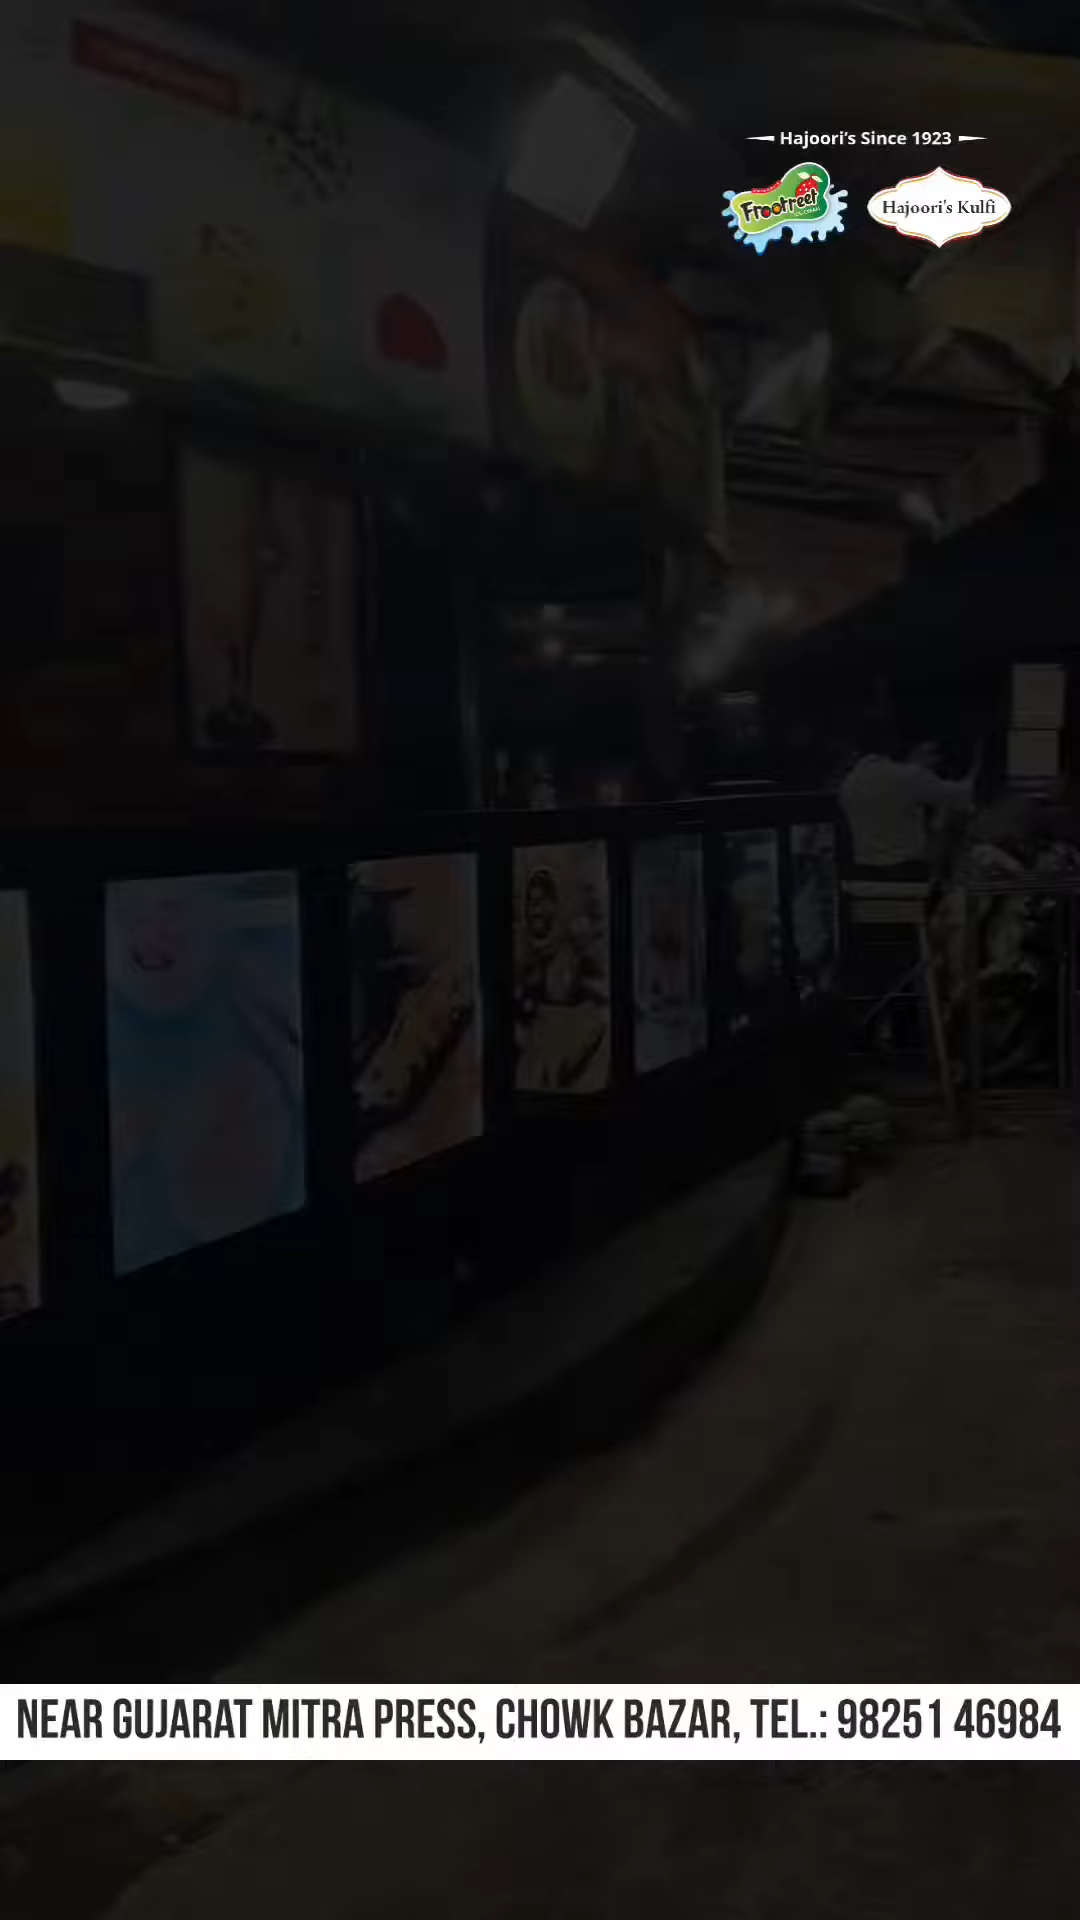 Hajoori's Since 1923
Frootreet
Hajoori's Kulfi
NEAR GUJARAT MITRA PRESS, CHOWK BAZAR, TEL.: 98251 46984